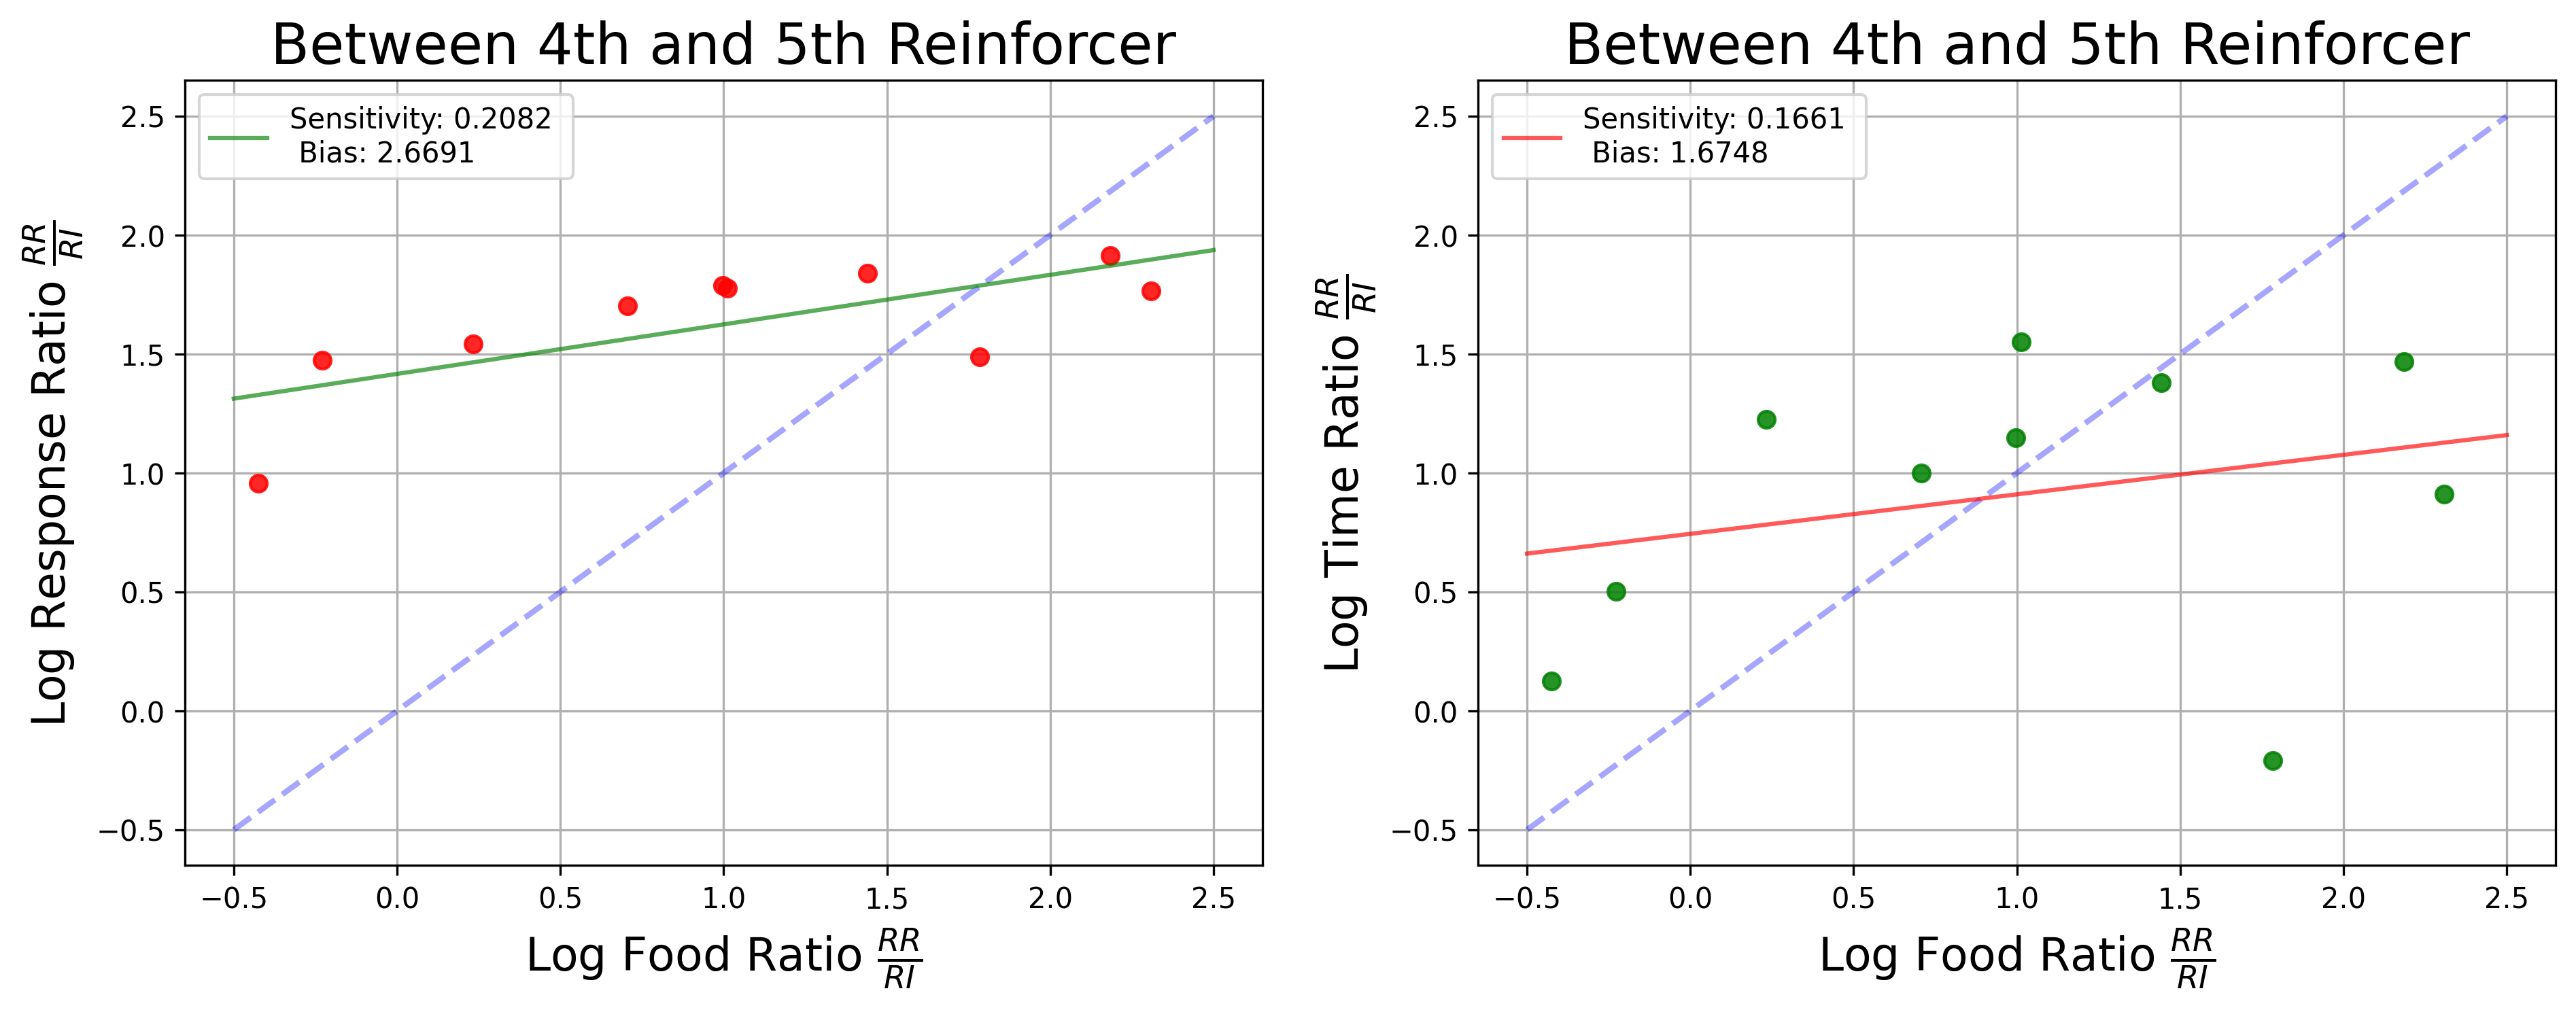 Between 4th and 5th Reinforcer
Sensitivity: 0.2082
Bias: 2.6691
2.5
2.0
1.5
1.0
0.5
0.0
−0.5
−0.5 0.0 0.5 1.0 1.5 2.0 2.5
Log Response Ratio RR/RI
Log Food Ratio RR/RI
Between 4th and 5th Reinforcer
Sensitivity: 0.1661
Bias: 1.6748
2.5
2.0
1.5
1.0
0.5
0.0
−0.5
−0.5 0.0 0.5 1.0 1.5 2.0 2.5
Log Time Ratio RR/RI
Log Food Ratio RR/RI